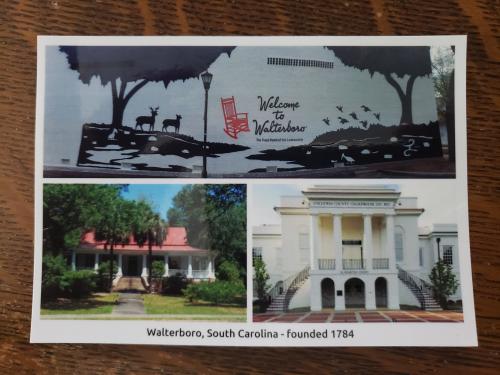 Welcome
to
Walterboro
Walterboro, South Carolina - founded 1784